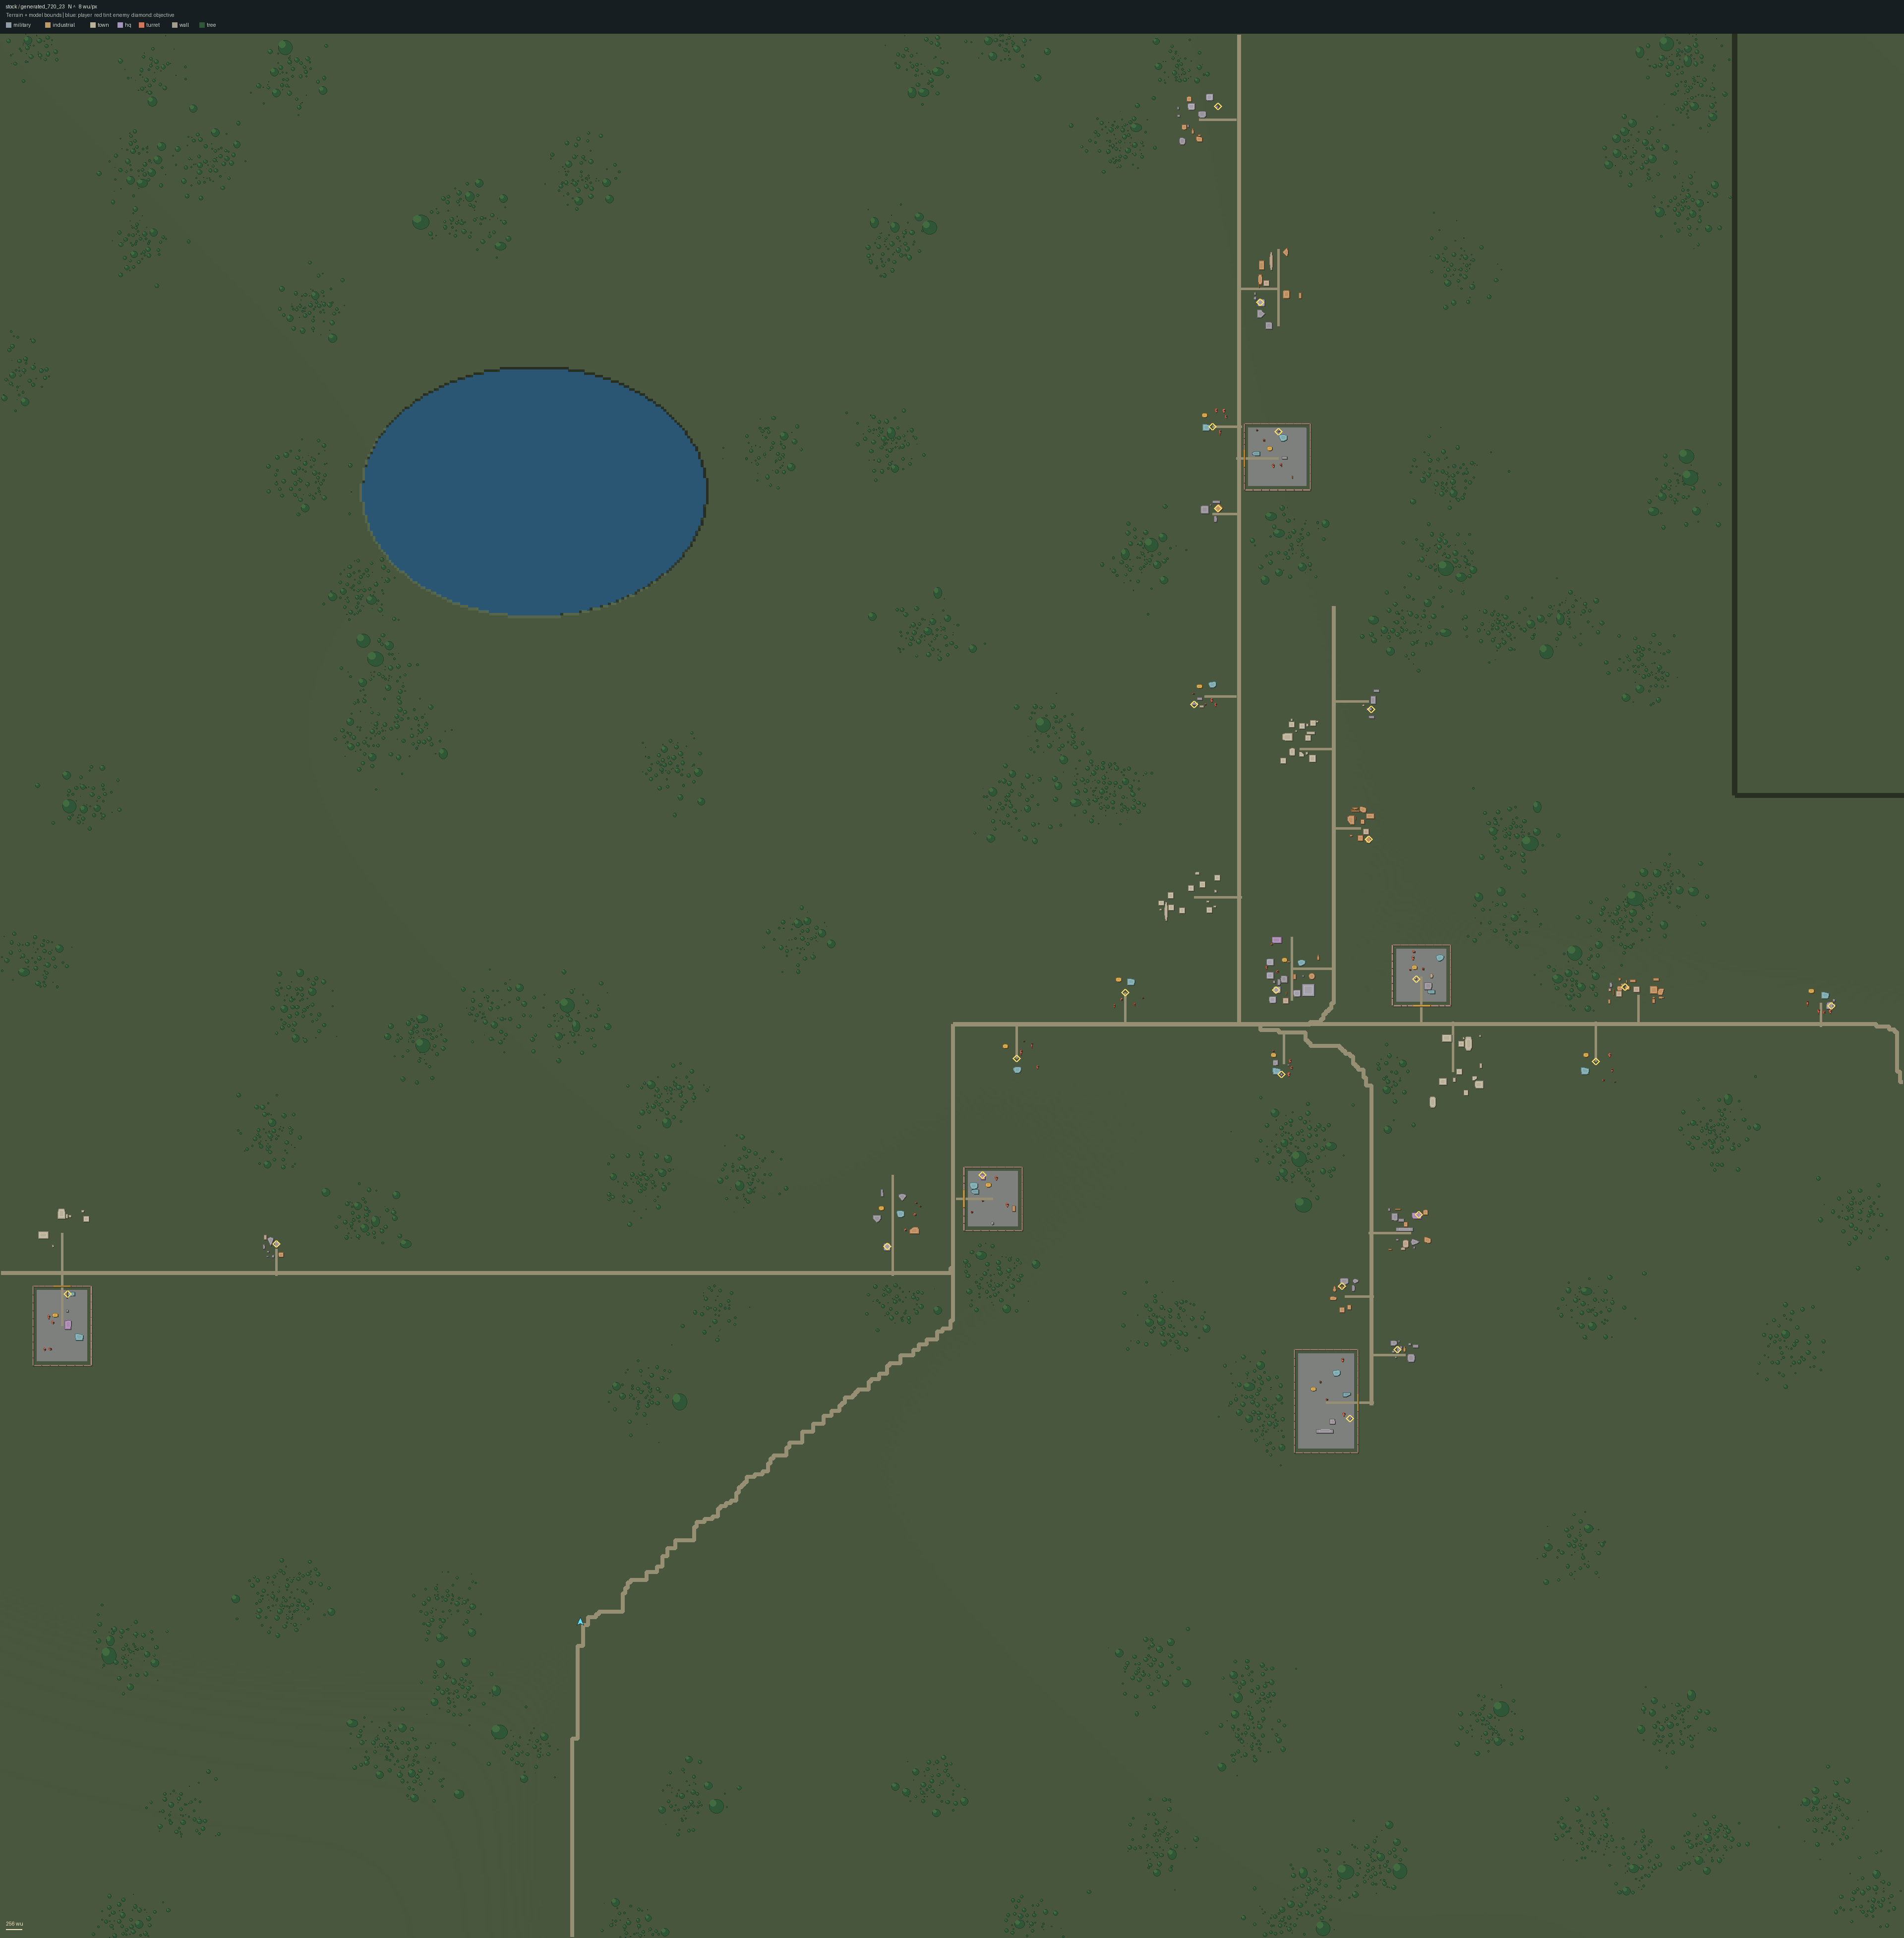 stock / generated_720_23 N ^ 8 wu/px
Terrain + model bounds | blue player red tint enemy diamond objective
military industrial town hq turret wall tree
256 wu